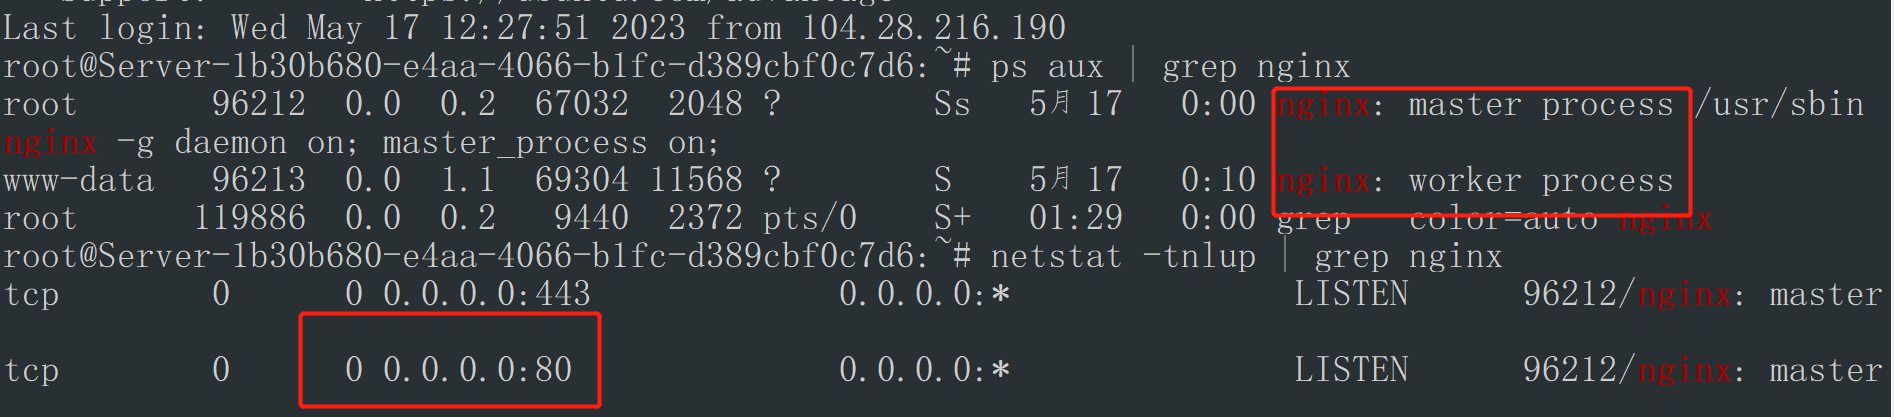 Last login: Wed May 17 12:27:51 2023 from 104.28.216.190
root@Server-1b30b680-e4aa-4066-b1fc-d389cbf0c7d6:~# ps aux | grep nginx
root 96212 0.0 0.2 67032 2048 ? Ss 5月17 0:00 nginx: master process /usr/sbin
nginx -g daemon on; master_process on;
www-data 96213 0.0 1.1 69304 11568 ? S 5月17 0:10 nginx: worker process
root 119886 0.0 0.2 9440 2372 pts/0 S+ 01:29 0:00 grep color=auto nginx
root@Server-1b30b680-e4aa-4066-b1fc-d389cbf0c7d6:~# netstat -tnlup | grep nginx
tcp 0 0 0.0.0.0:443 0.0.0.0:* LISTEN 96212/nginx: master
tcp 0 0 0.0.0.0:80 0.0.0.0:* LISTEN 96212/nginx: master